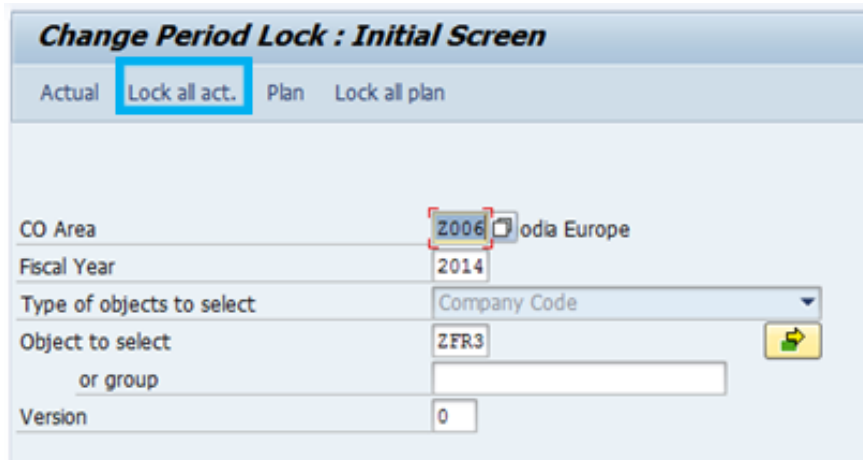 Change Period Lock : Initial Screen
Actual Lock all act. Plan Lock all plan
CO Area Z006 odia Europe
Fiscal Year 2014
Type of objects to select Company Code
Object to select ZFR3
or group
Version 0